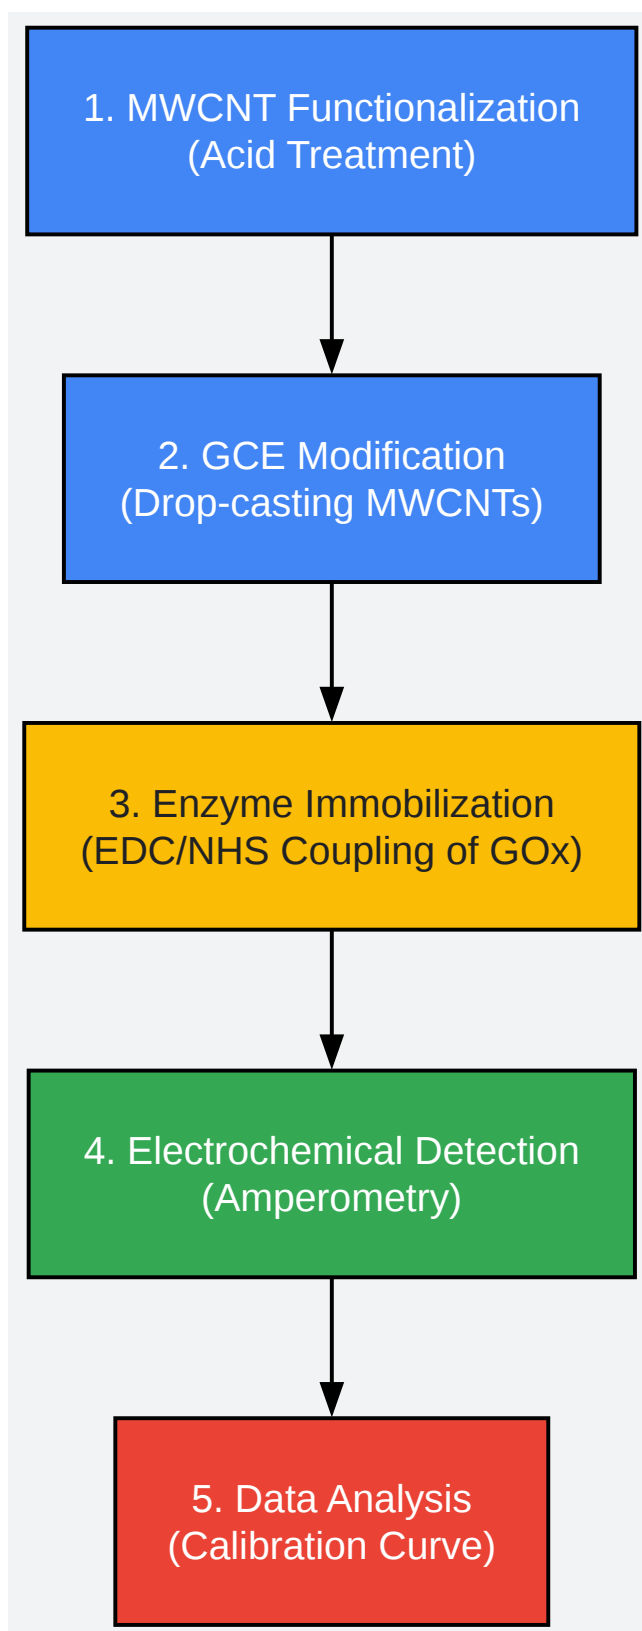 1. MWCNT Functionalization
(Acid Treatment)
2. GCE Modification
(Drop-casting MWCNTs)
3. Enzyme Immobilization
(EDC/NHS Coupling of GOx)
4. Electrochemical Detection
(Amperometry)
5. Data Analysis
(Calibration Curve)